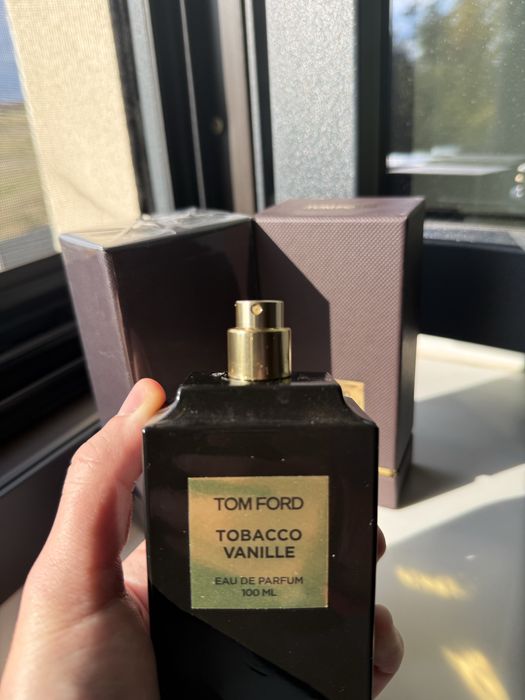 TOM FORD
TOBACCO
VANILLE
EAU DE PARFUM
100 ML